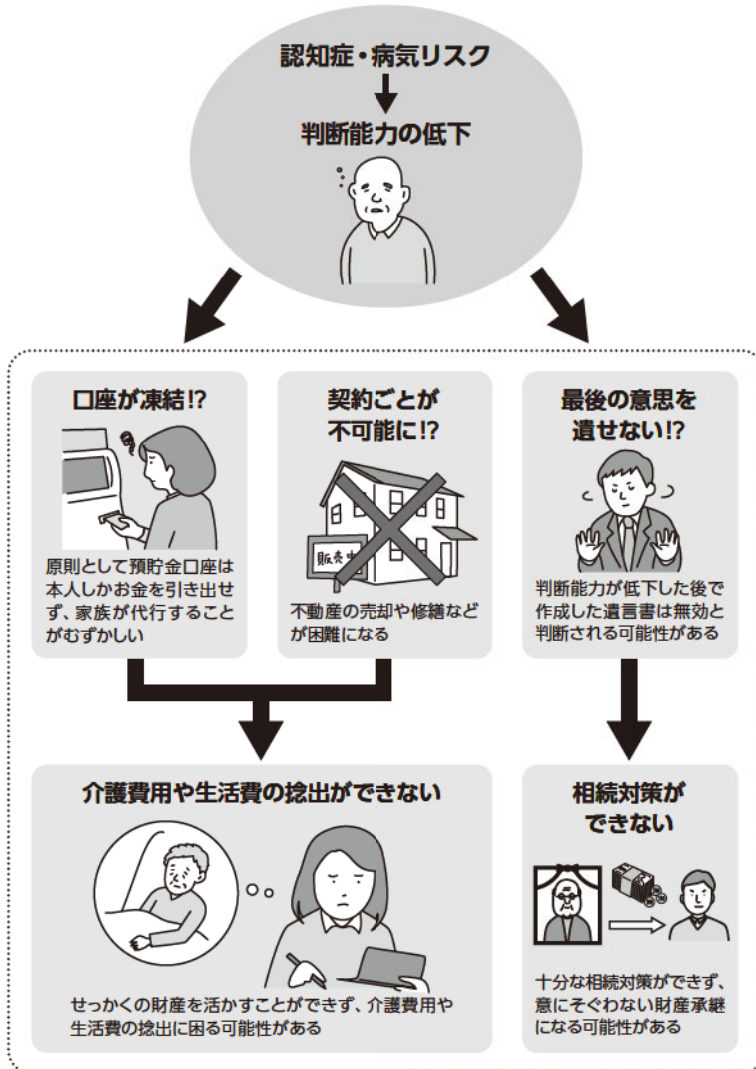 認知症・病気リスク
判断能力の低下
口座が凍結!?
原則として預貯金口座は
本人しかお金を引き出せ
ず、家族が代行すること
がむずかしい
契約ごとが
不可能に!?
販売中
不動産の売却や修繕など
が困難になる
最後の意思を
遺せない!?
判断能力が低下した後で
作成した遺言書は無効と
判断される可能性がある
介護費用や生活費の捻出ができない
せっかくの財産を活かすことができず、介護費用や
生活費の捻出に困る可能性がある
相続対策が
できない
十分な相続対策ができず、
意にそぐわない財産承継
になる可能性がある